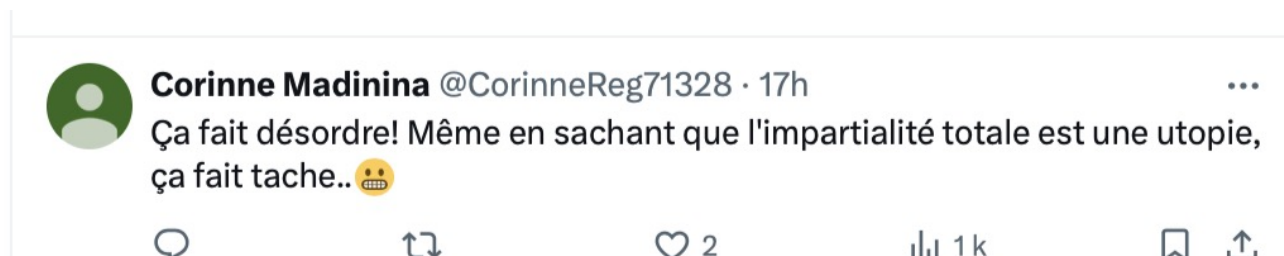 Corinne Madinina @CorinneReg71328 · 17h
Ça fait désordre! Même en sachant que l'impartialité totale est une utopie,
ça fait tache..😬
2 1 k